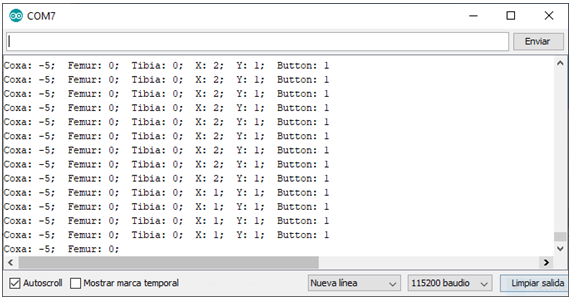 COM7
Enviar
Coxa: -5;  Femur: 0;  Tibia: 0;  X: 2;  Y: 1;  Button: 1
Coxa: -5;  Femur: 0;  Tibia: 0;  X: 2;  Y: 1;  Button: 1
Coxa: -5;  Femur: 0;  Tibia: 0;  X: 2;  Y: 1;  Button: 1
Coxa: -5;  Femur: 0;  Tibia: 0;  X: 2;  Y: 1;  Button: 1
Coxa: -5;  Femur: 0;  Tibia: 0;  X: 2;  Y: 1;  Button: 1
Coxa: -5;  Femur: 0;  Tibia: 0;  X: 2;  Y: 1;  Button: 1
Coxa: -5;  Femur: 0;  Tibia: 0;  X: 2;  Y: 1;  Button: 1
Coxa: -5;  Femur: 0;  Tibia: 0;  X: 2;  Y: 1;  Button: 1
Coxa: -5;  Femur: 0;  Tibia: 0;  X: 2;  Y: 1;  Button: 1
Coxa: -5;  Femur: 0;  Tibia: 0;  X: 1;  Y: 1;  Button: 1
Coxa: -5;  Femur: 0;  Tibia: 0;  X: 1;  Y: 1;  Button: 1
Coxa: -5;  Femur: 0;  Tibia: 0;  X: 1;  Y: 1;  Button: 1
Coxa: -5;  Femur: 0;  Tibia: 0;  X: 1;  Y: 1;  Button: 1
Coxa: -5;  Femur: 0;
Autoscroll Mostrar marca temporal Nueva línea 115200 baudio Limpiar salida